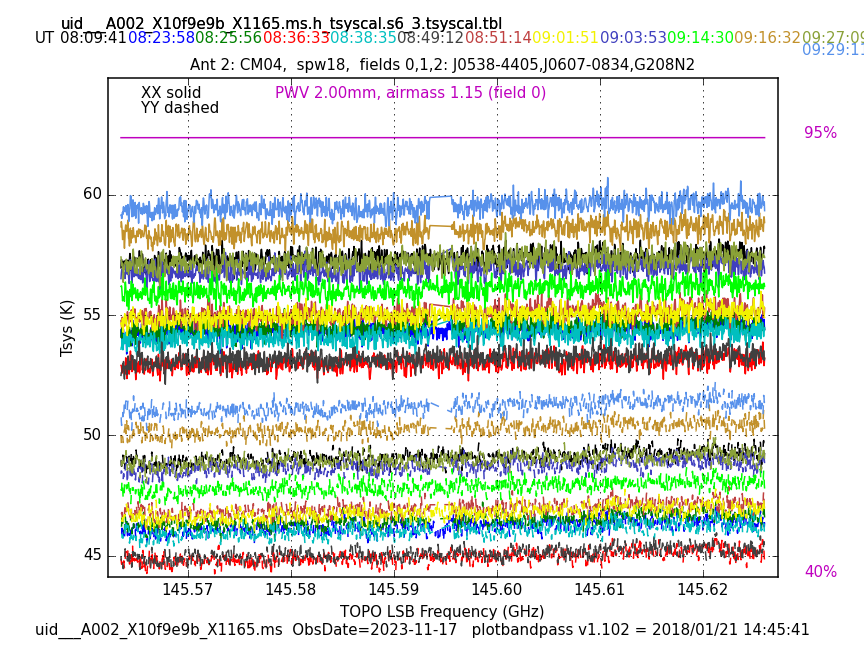 uid___A002_X10f9e9b_X1165.ms.h_tsyscal.s6_3.tsyscal.tbl
UT 08:09:41 08:23:58 08:25:56 08:36:33 08:38:35 08:49:12 08:51:14 09:01:51 09:03:53 09:14:30 09:16:32 09:27:09
09:29:11
Ant 2: CM04,  spw18,  fields 0,1,2: J0538-4405,J0607-0834,G208N2
XX solid
PWV 2.00mm, airmass 1.15 (field 0)
YY dashed
95%
60
55
Tsys (K)
50
45
40%
145.57 145.58 145.59 145.60 145.61 145.62
TOPO LSB Frequency (GHz)
uid___A002_X10f9e9b_X1165.ms  ObsDate=2023-11-17   plotbandpass v1.102 = 2018/01/21 14:45:41